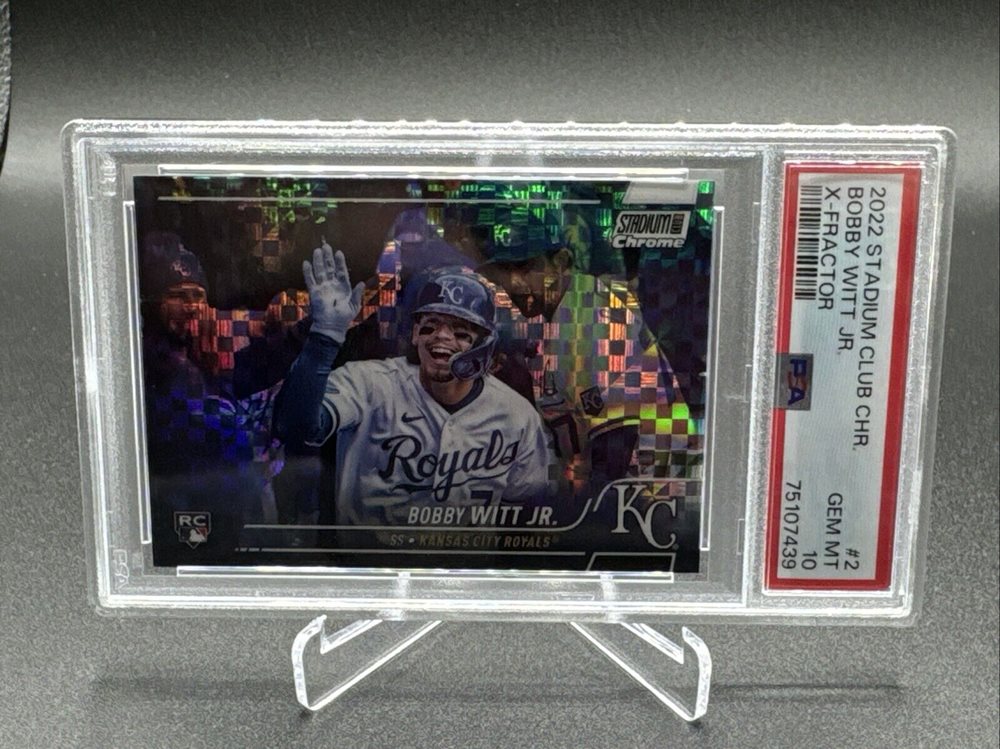 STADIUM CLUB
Chrome
KC
Royals
7
BOBBY WITT JR.
SS • KANSAS CITY ROYALS
KC
RC
2022 STADIUM CLUB CHR. #2
BOBBY WITT JR. GEM MT
X-FRACTOR 10
PSA
75107439